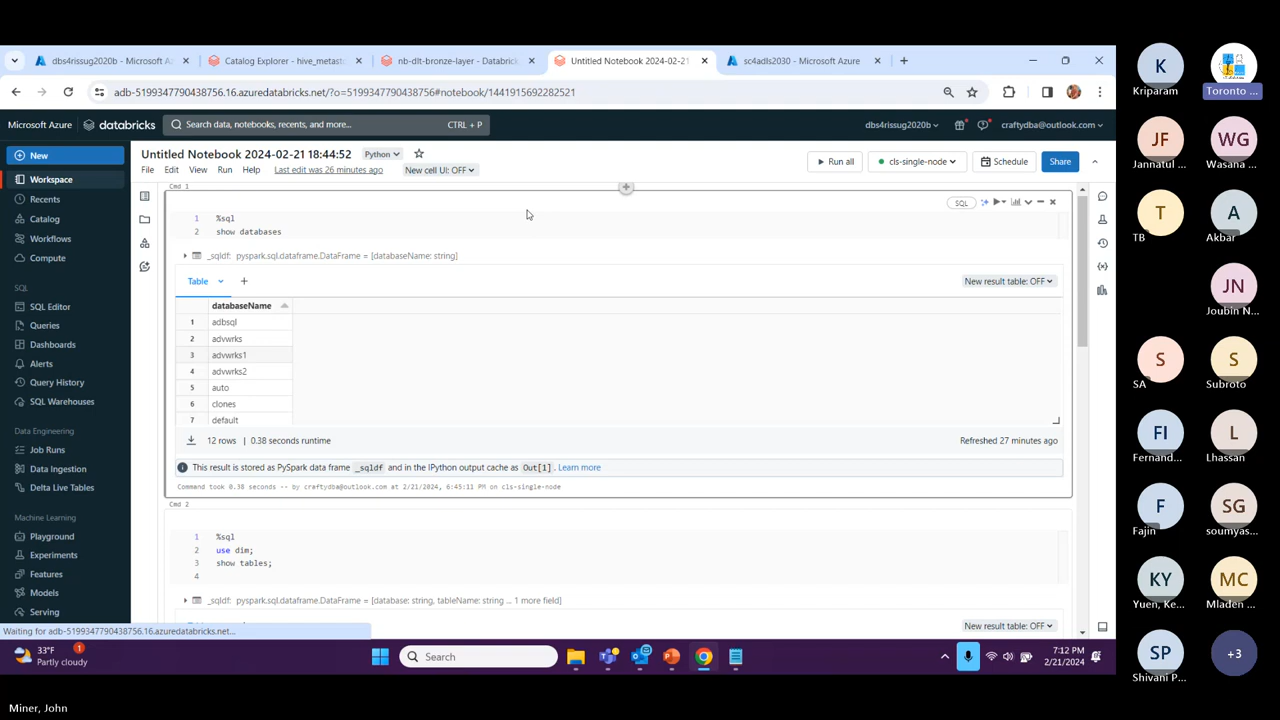 dbs4rissug2020b - Microsoft A
Catalog Explorer - hive_metast
nb-dlt-bronze-layer - Databric
Untitled Notebook 2024-02-21
sc4adls2030 - Microsoft Azure
adb-5199347790438756.16.azuredatabricks.net/?o=5199347790438756#notebook/1441915692282521
Microsoft Azure
databricks
Search data, notebooks, recents, and more...
CTRL + P
dbs4rissug2020b
craftydba@outlook.com
New
Workspace
Recents
Catalog
Workflows
Compute
SQL
SQL Editor
Queries
Dashboards
Alerts
Query History
SQL Warehouses
Data Engineering
Job Runs
Data Ingestion
Delta Live Tables
Machine Learning
Playground
Experiments
Features
Models
Serving
Waiting for adb-5199347790438756.16.azuredatabricks.net...
Untitled Notebook 2024-02-21 18:44:52
Python
File Edit View Run Help Last edit was 26 minutes ago New cell UI: OFF
Run all
cls-single-node
Schedule
Share
Cmd 1
SQL
1 %sql
2 show databases
_sqldf: pyspark.sql.dataframe.DataFrame = [databaseName: string]
Table
New result table: OFF
databaseName
1 adbsql
2 advwrks
3 advwrks1
4 advwrks2
5 auto
6 clones
7 default
12 rows | 0.38 seconds runtime
Refreshed 27 minutes ago
This result is stored as PySpark data frame _sqldf and in the IPython output cache as Out[1]. Learn more
Command took 0.38 seconds -- by craftydba@outlook.com at 2/21/2024, 6:45:11 PM on cls-single-node
Cmd 2
1 %sql
2 use dim;
3 show tables;
4
_sqldf: pyspark.sql.dataframe.DataFrame = [database: string, tableName: string ... 1 more field]
New result table: OFF
33°F
Partly cloudy
1
Search
7:12 PM
2/21/2024
K
Kriparam
Toronto ...
JF
Jannatul ...
WG
Wasana ...
T
TB
A
Akbar
JN
Joubin N...
S
SA
S
Subroto
FI
Fernand...
L
Lhassan
F
Fajin
SG
soumyas...
KY
Yuen, Ke...
MC
Mladen ...
SP
Shivani P...
+3
Miner, John